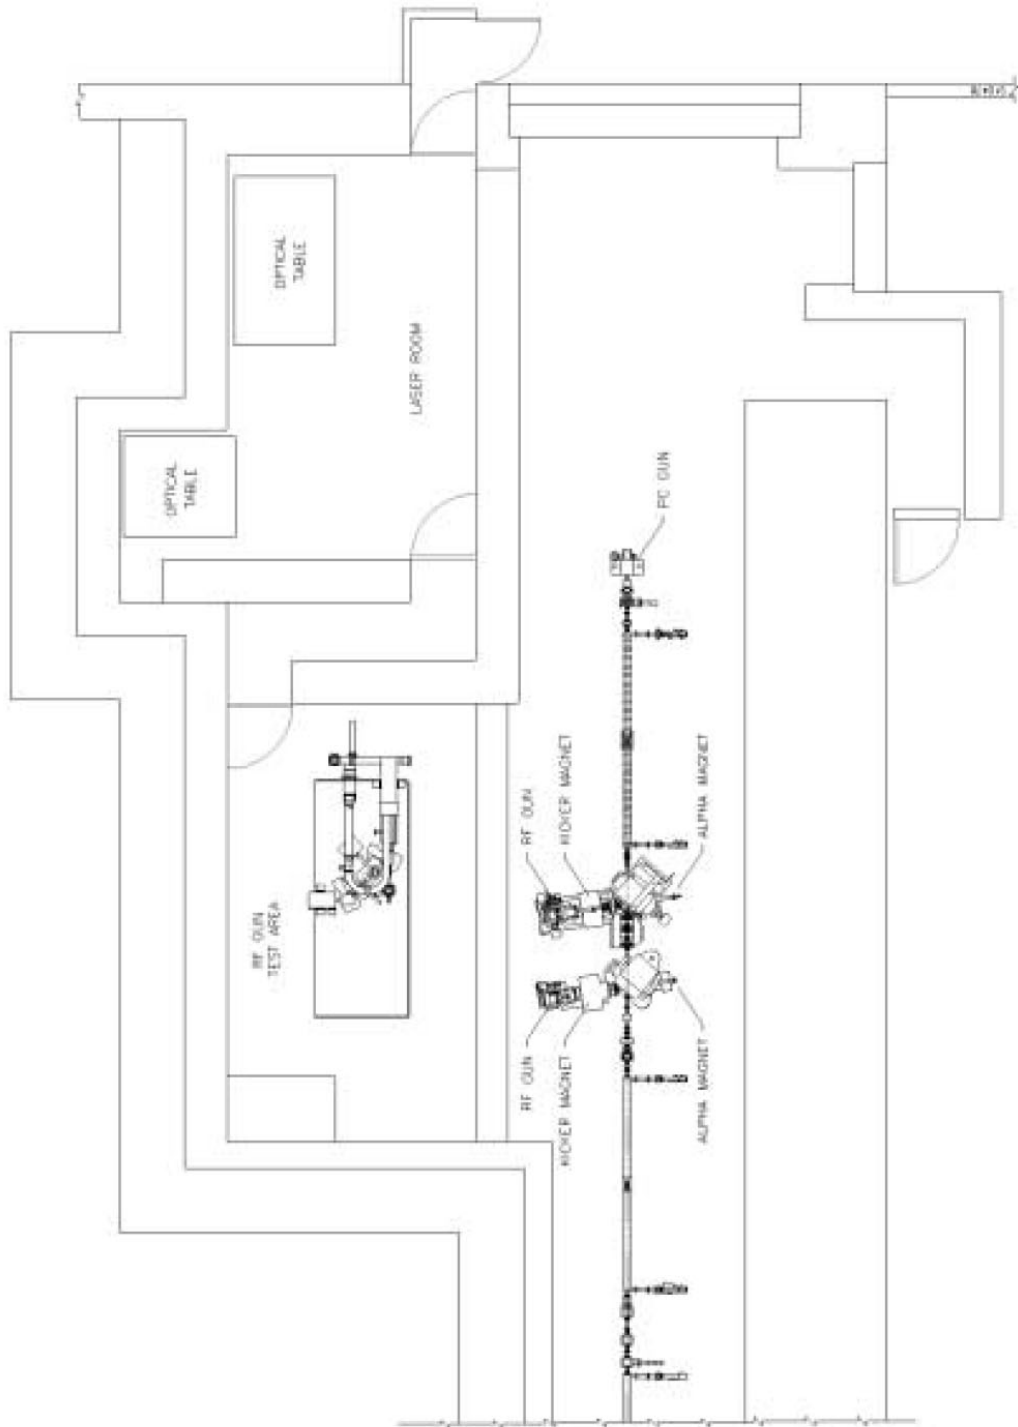 OPTICAL
TABLE
LASER ROOM
OPTICAL
TABLE
PC GUN
RF GUN
KICKER MAGNET
ALPHA MAGNET
RF GUN
TEST AREA
RF GUN
KICKER MAGNET
ALPHA MAGNET